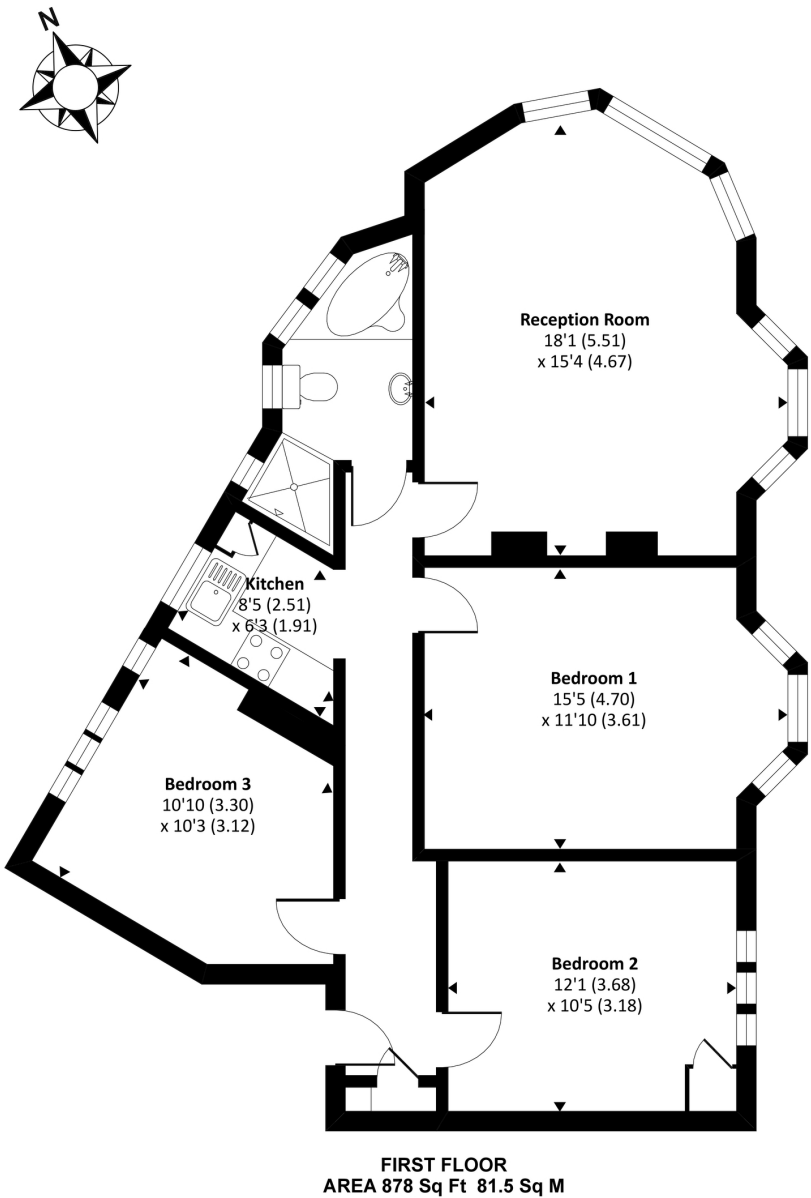 N
Reception Room
18'1 (5.51)
x 15'4 (4.67)
Kitchen
8'5 (2.51)
x 6'3 (1.91)
Bedroom 1
15'5 (4.70)
x 11'10 (3.61)
Bedroom 3
10'10 (3.30)
x 10'3 (3.12)
Bedroom 2
12'1 (3.68)
x 10'5 (3.18)
FIRST FLOOR
AREA 878 Sq Ft 81.5 Sq M